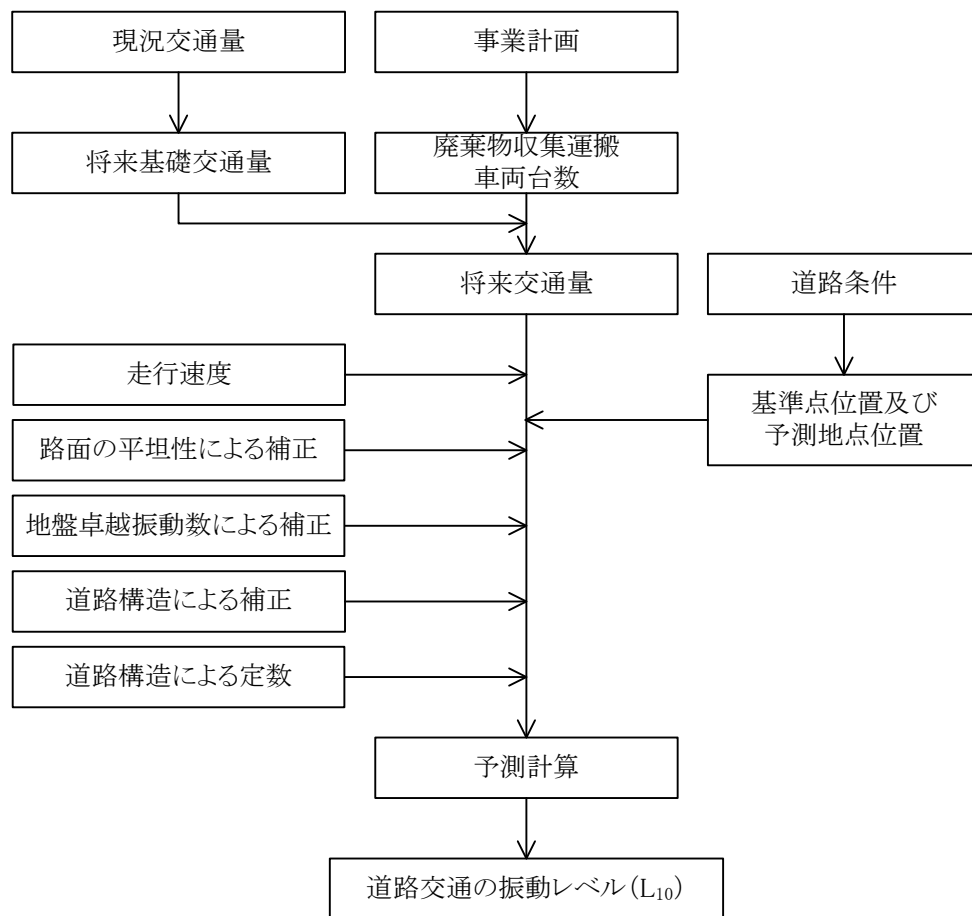 現況交通量
事業計画
将来基礎交通量
廃棄物収集運搬
車両台数
将来交通量
道路条件
走行速度
基準点位置及び
予測地点位置
路面の平坦性による補正
地盤卓越振動数による補正
道路構造による補正
道路構造による定数
予測計算
道路交通の振動レベル(L₁₀)